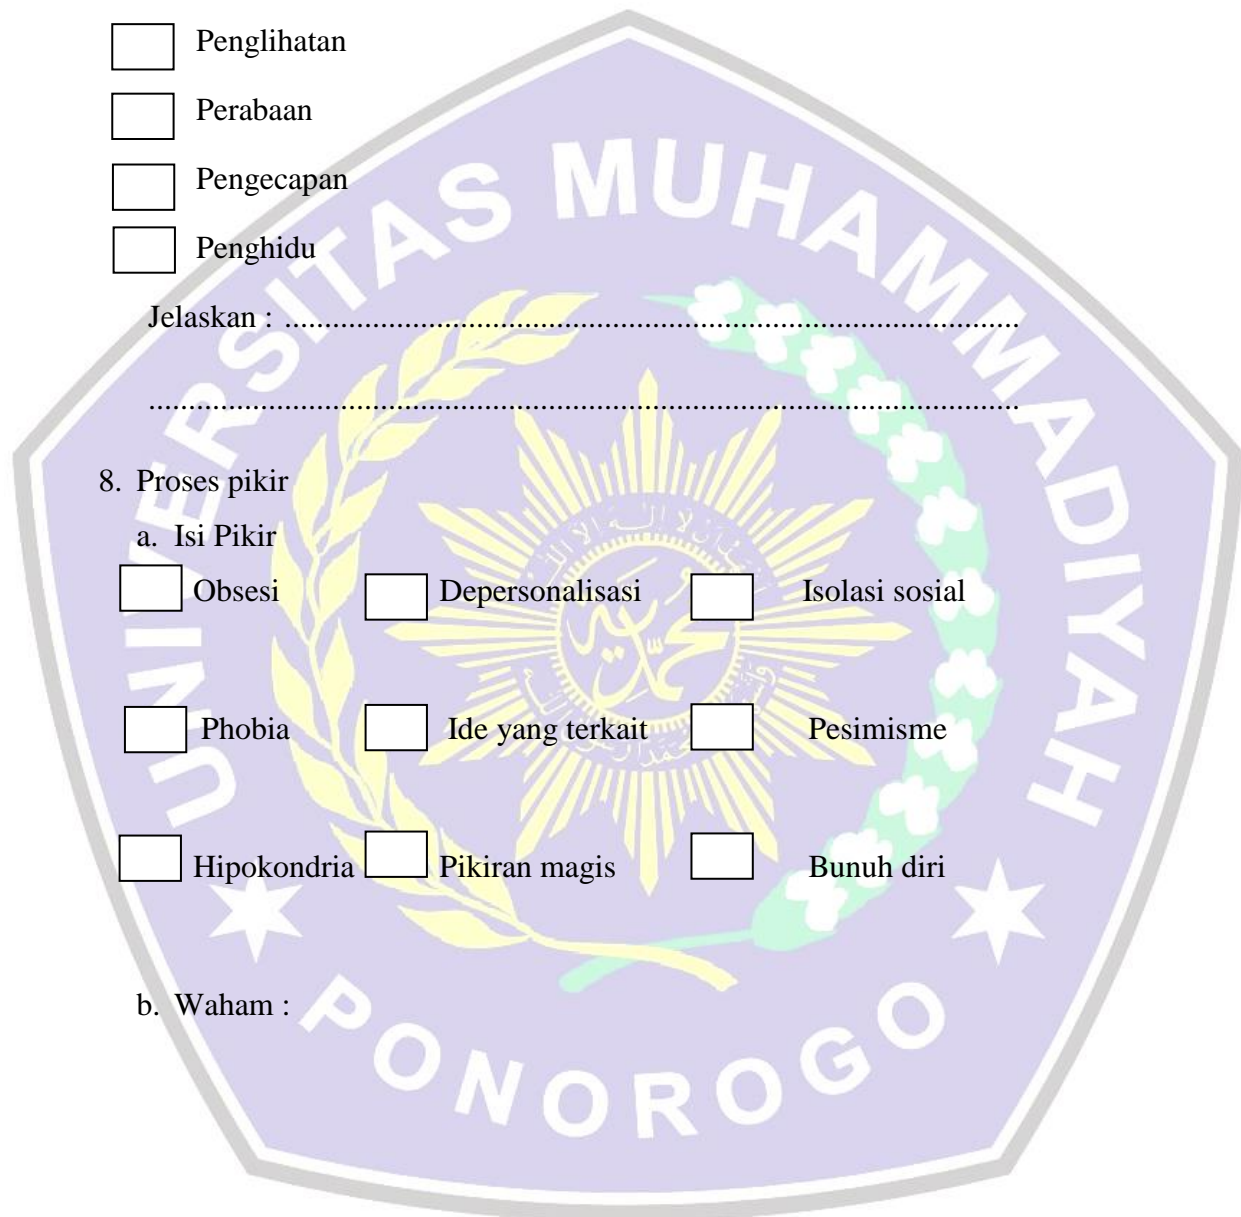 Penglihatan
Perabaan
Pengecapan
Penghidu
Jelaskan : ............................................................................................
.............................................................................................................
8. Proses pikir
a. Isi Pikir
Obsesi Depersonalisasi Isolasi sosial
Phobia Ide yang terkait Pesimisme
Hipokondria Pikiran magis Bunuh diri
b. Waham :
UNIVERSITAS MUHAMMADIYAH
PONOROGO